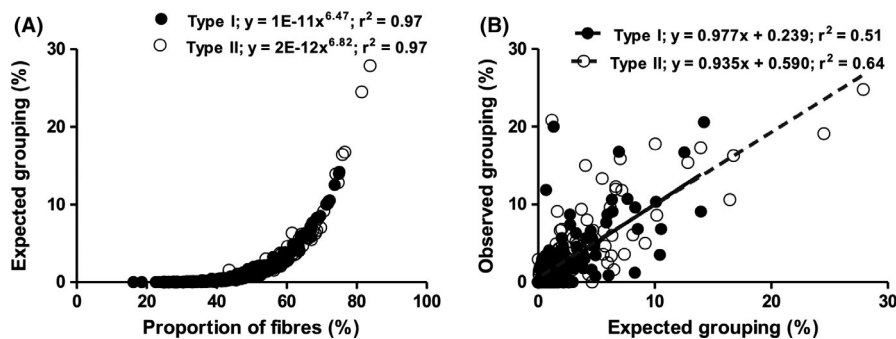 (A)
Type I; y = 1E-11x^6.47; r² = 0.97
Type II; y = 2E-12x^6.82; r² = 0.97
Expected grouping (%)
30
20
10
0
0 20 40 60 80 100
Proportion of fibres (%)
(B)
Type I; y = 0.977x + 0.239; r² = 0.51
Type II; y = 0.935x + 0.590; r² = 0.64
Observed grouping (%)
30
20
10
0
0 10 20 30
Expected grouping (%)